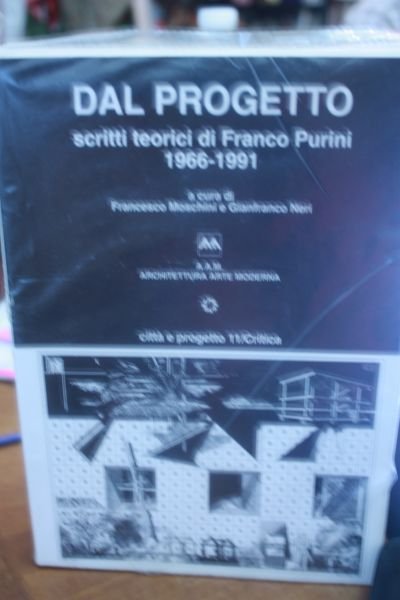 DAL PROGETTO
scritti teorici di Franco Purini
1966-1991
a cura di
Francesco Moschini e Gianfranco Neri
A.A.M.
ARCHITETTURA ARTE MODERNA
città e progetto 11/Critica